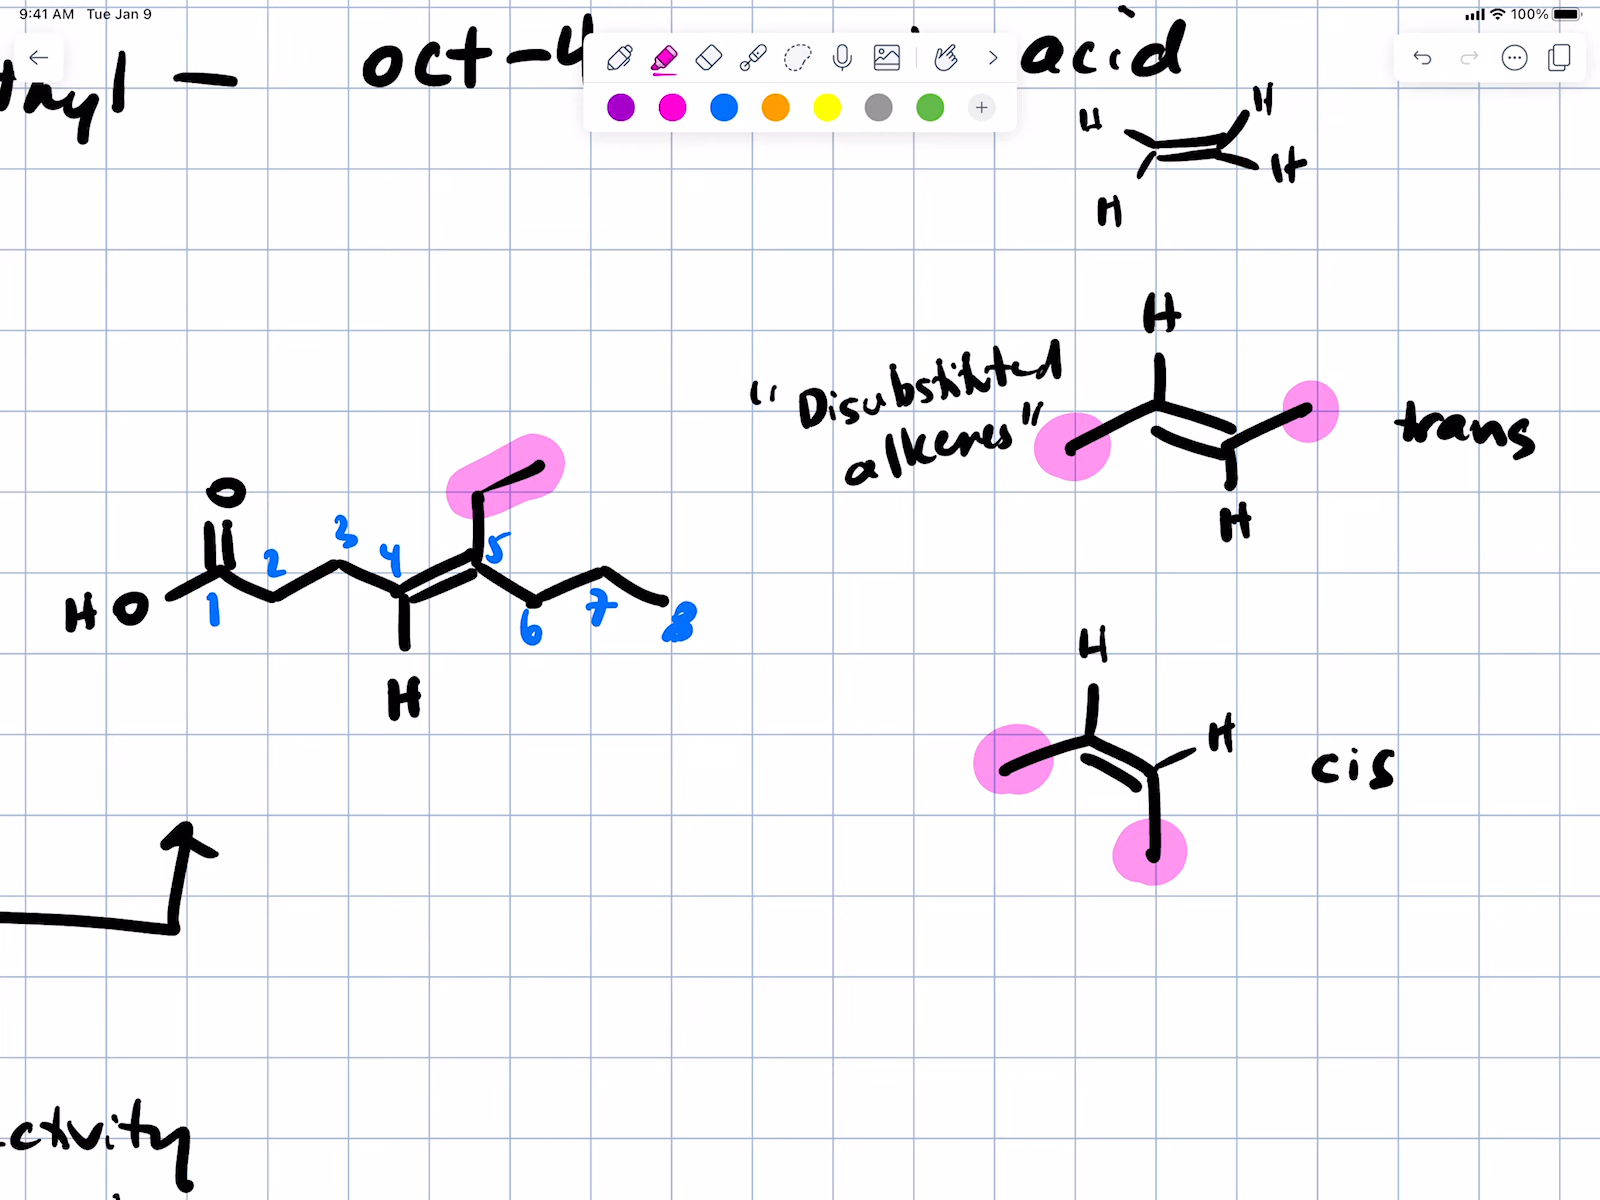 9:41 AM Tue Jan 9
100%
oct-4
acid
H
H
H
H
H
"Disubstituted
alkenes"
trans
H
O
3
4
5
2
HO
1
6
7
8
H
H
H
cis
ctivity